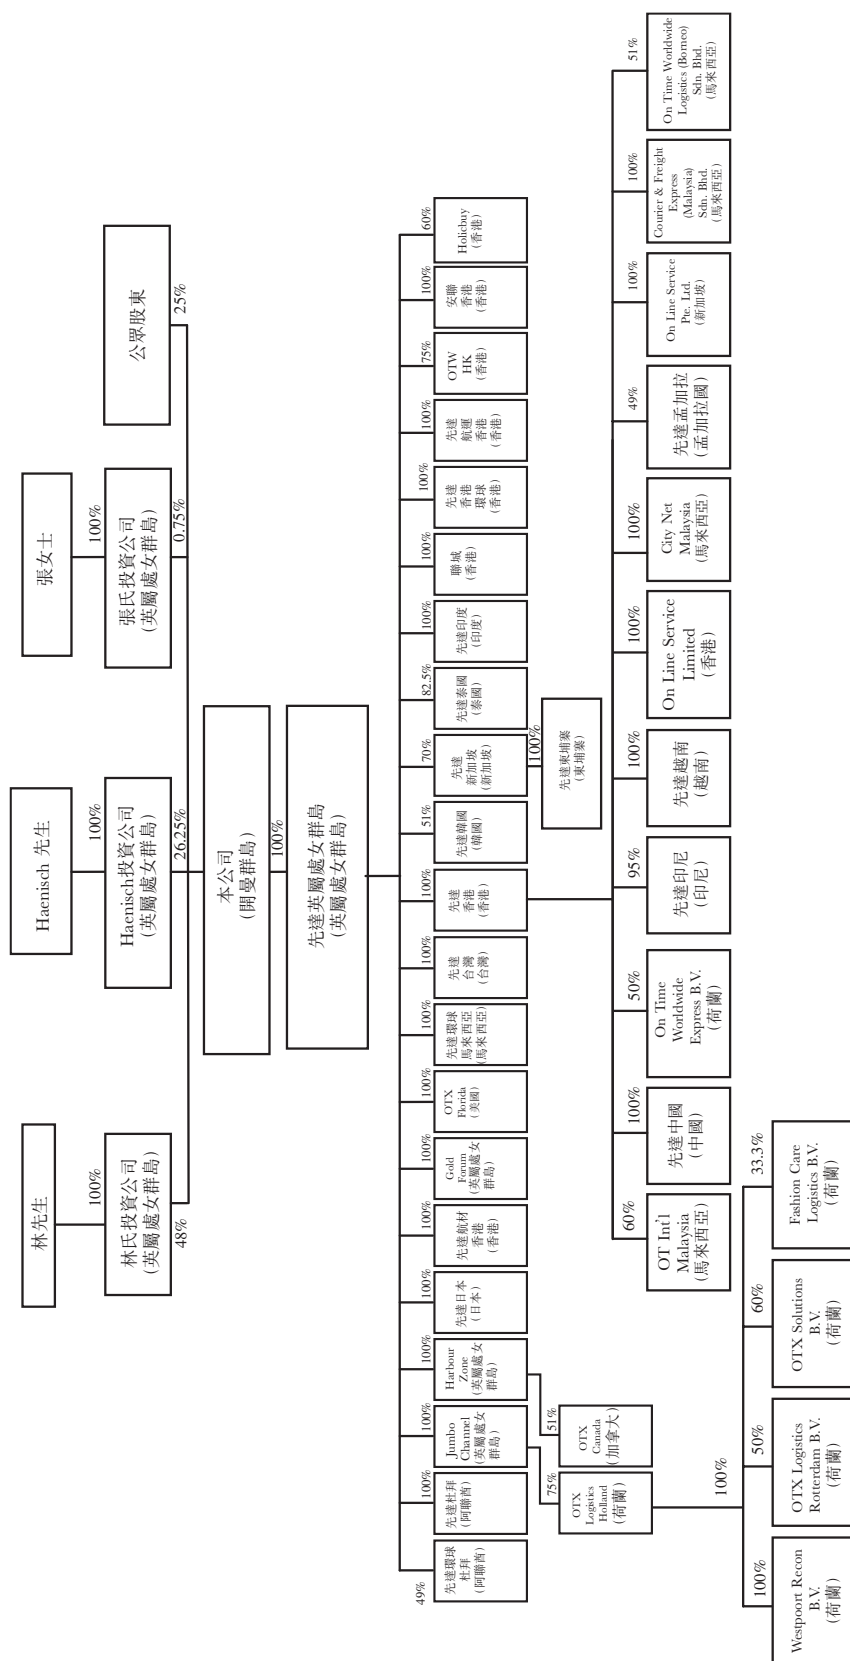 林先生
Haenisch 先生
張女士
100%
100%
100%
林氏投資公司
(英屬處女群島)
Haenisch投資公司
(英屬處女群島)
張氏投資公司
(英屬處女群島)
公眾股東
48%
26.25%
0.75%
25%
本公司
(開曼群島)
100%
先達英屬處女群島
(英屬處女群島)
49%
先達環球
杜拜
(阿聯酋)
100%
先達杜拜
(阿聯酋)
100%
Jumbo
Channel
(英屬處女
群島)
100%
Harbour
Zone
(英屬處女
群島)
100%
先達日本
(日本)
100%
先達航材
香港
(香港)
100%
Gold
Forum
(英屬處女
群島)
100%
OTX
Florida
(美國)
100%
先達環球
馬來西亞
(馬來西亞)
100%
先達
台灣
(台灣)
100%
先達
香港
(香港)
51%
先達韓國
(韓國)
70%
先達
新加坡
(新加坡)
82.5%
先達泰國
(泰國)
100%
先達印度
(印度)
100%
聯城
(香港)
100%
先達
香港
環球
(香港)
100%
先達
航運
香港
(香港)
75%
OTW
HK
(香港)
100%
安聯
香港
(香港)
60%
Holicbuy
(香港)
75%
OTX
Logistics
Holland
(荷蘭)
51%
OTX
Canada
(加拿大)
100%
先達柬埔寨
(柬埔寨)
60%
OT Int'l
Malaysia
(馬來西亞)
100%
先達中國
(中國)
50%
On Time
Worldwide
Express B.V.
(荷蘭)
95%
先達印尼
(印尼)
100%
先達越南
(越南)
100%
On Line Service
Limited
(香港)
100%
City Net
Malaysia
(馬來西亞)
49%
先達孟加拉
(孟加拉國)
100%
On Line Service
Pte. Ltd.
(新加坡)
100%
Courier & Freight
Express
(Malaysia)
Sdn. Bhd.
(馬來西亞)
51%
On Time Worldwide
Logistics (Borneo)
Sdn. Bhd.
(馬來西亞)
100%
100%
Westpoort Recon
B.V.
(荷蘭)
50%
OTX Logistics
Rotterdam B.V.
(荷蘭)
60%
OTX Solutions
B.V.
(荷蘭)
33.3%
Fashion Care
Logistics B.V.
(荷蘭)